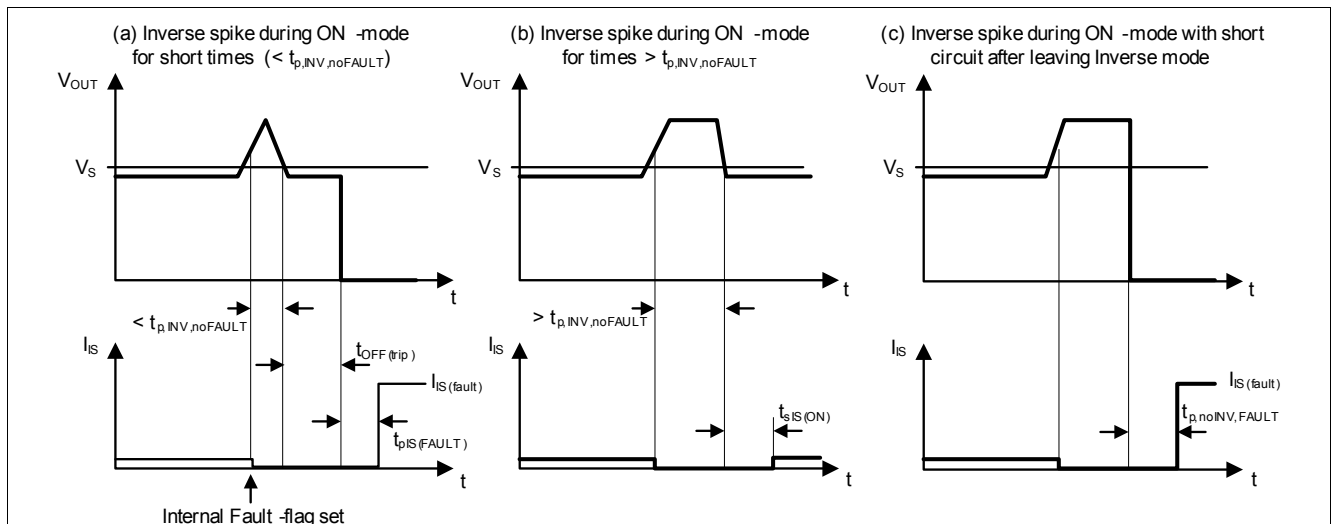 (a) Inverse spike during ON -mode
for short times (< tp,INV,noFAULT)
VOUT
VS
t
< tp,INV,noFAULT
IIS
tOFF(trip)
IIS(fault)
tpIS(FAULT)
t
Internal Fault -flag set
(b) Inverse spike during ON -mode
for times > tp,INV,noFAULT
VOUT
VS
t
> tp,INV,noFAULT
IIS
tsIS(ON)
t
(c) Inverse spike during ON -mode with short
circuit after leaving Inverse mode
VOUT
VS
t
IIS
IIS(fault)
tp,noINV,FAULT
t